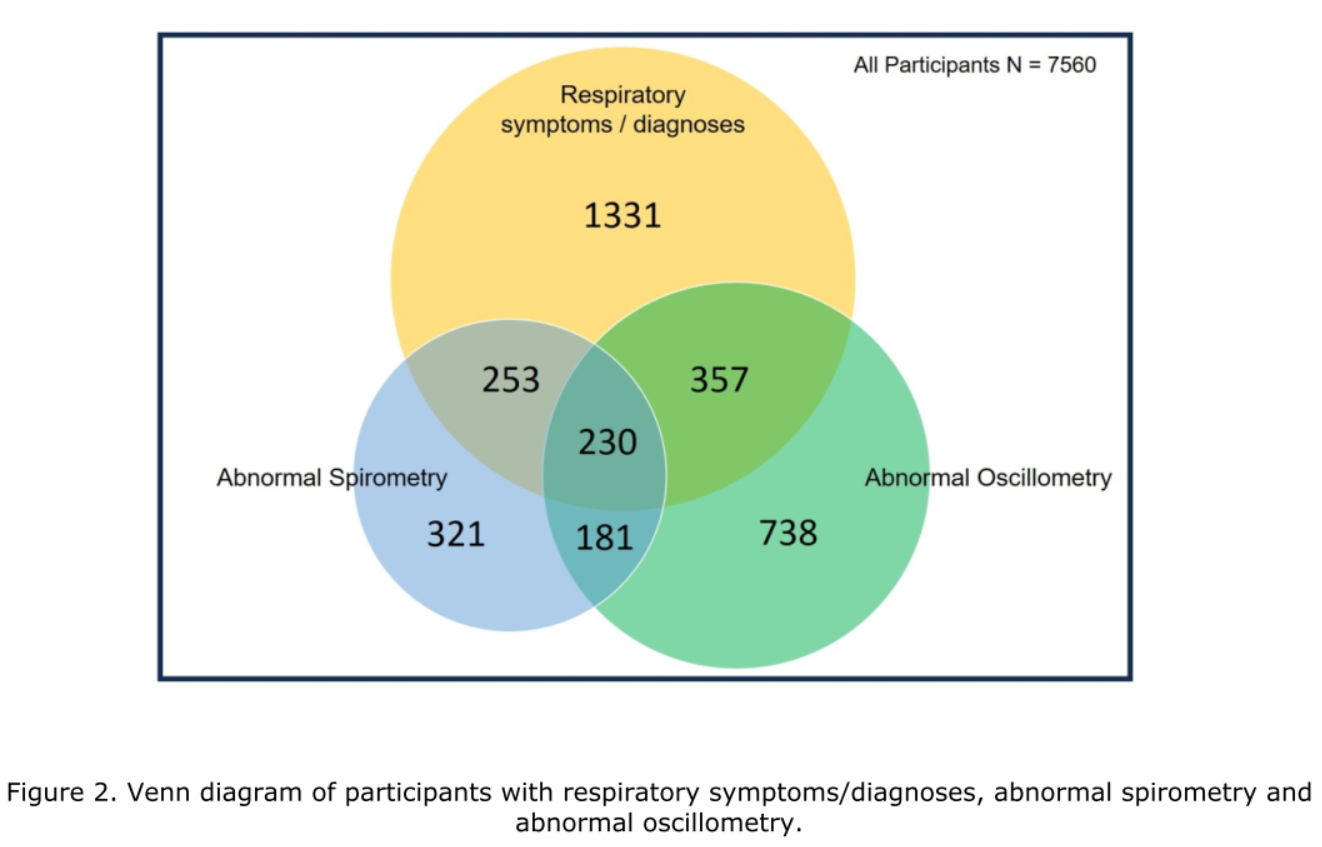 All Participants N = 7560
Respiratory
symptoms / diagnoses
1331
253
357
230
Abnormal Spirometry
Abnormal Oscillometry
321
181
738
Figure 2. Venn diagram of participants with respiratory symptoms/diagnoses, abnormal spirometry and
abnormal oscillometry.